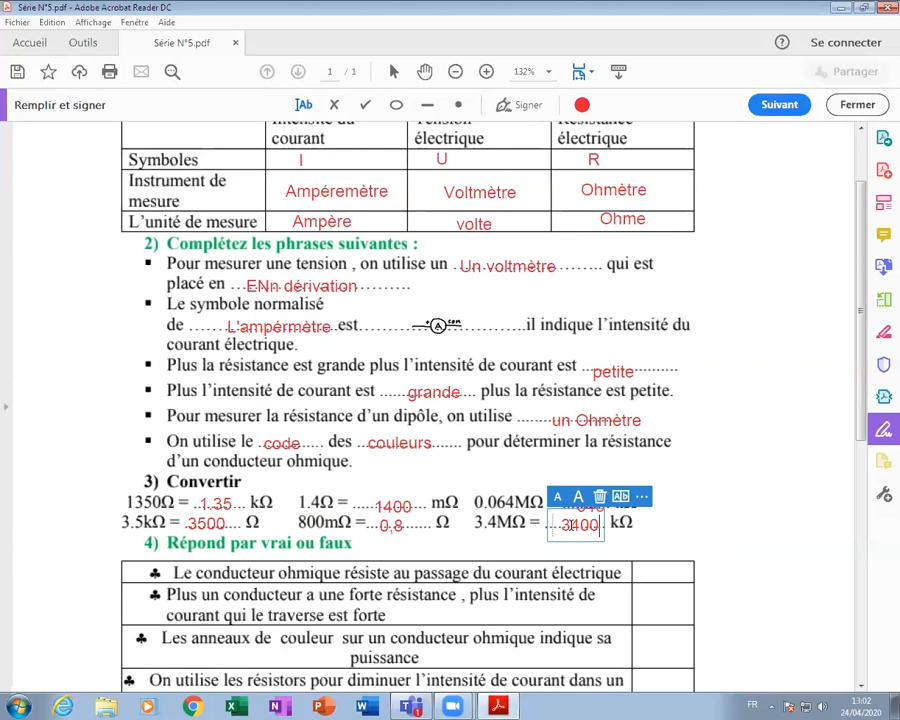 Série N°5.pdf - Adobe Acrobat Reader DC
Fichier Edition Affichage Fenêtre Aide
Accueil Outils Série N°5.pdf × ? Se connecter
1 / 1 132% Partager
Remplir et signer IAb Signer Suivant Fermer
Intensité du courant Tension électrique Résistance électrique
Symboles I U R
Instrument de mesure Ampéremètre Voltmètre Ohmètre
L'unité de mesure Ampère volte Ohme
2) Complétez les phrases suivantes :
▪ Pour mesurer une tension , on utilise un ..Un voltmètre........ qui est
placé en ...ENn dérivation............
▪ Le symbole normalisé
de .........L'ampérmètre.est............- + A com ...............il indique l'intensité du
courant électrique.
▪ Plus la résistance est grande plus l'intensité de courant est ...petite...........
▪ Plus l'intensité de courant est .......grande.... plus la résistance est petite.
▪ Pour mesurer la résistance d'un dipôle, on utilise ........un Ohmètre
▪ On utilise le .code...... des ...couleurs....... pour déterminer la résistance
d'un conducteur ohmique.
3) Convertir
1350Ω = ..1.35... kΩ 1.4Ω = .....1400........ mΩ 0.064MΩ
A A Ab ...
3.5kΩ =.3500..... Ω 800mΩ =...0,8....... Ω 3.4MΩ = ....3400.. kΩ
4) Répond par vrai ou faux
♣ Le conducteur ohmique résiste au passage du courant électrique
♣ Plus un conducteur a une forte résistance , plus l'intensité de
courant qui le traverse est forte
♣ Les anneaux de couleur sur un conducteur ohmique indique sa
puissance
♣ On utilise les résistors pour diminuer l'intensité de courant dans un
FR 13:02
24/04/2020